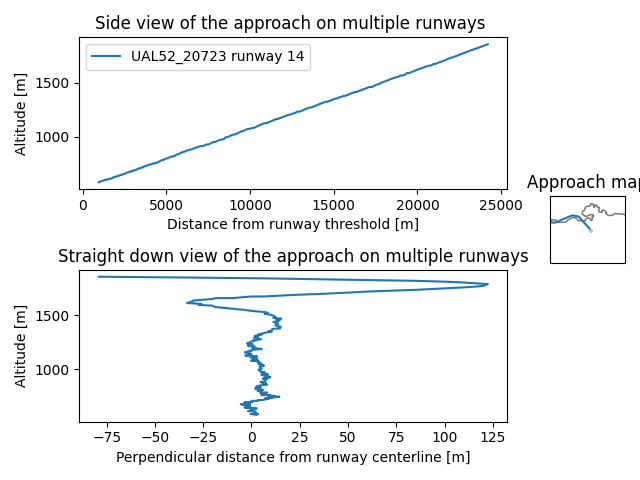 Side view of the approach on multiple runways
UAL52_20723 runway 14
Altitude [m]
1500
1000
0
5000
10000
15000
20000
25000
Distance from runway threshold [m]
Approach map
Straight down view of the approach on multiple runways
Altitude [m]
1500
1000
−75
−50
−25
0
25
50
75
100
125
Perpendicular distance from runway centerline [m]